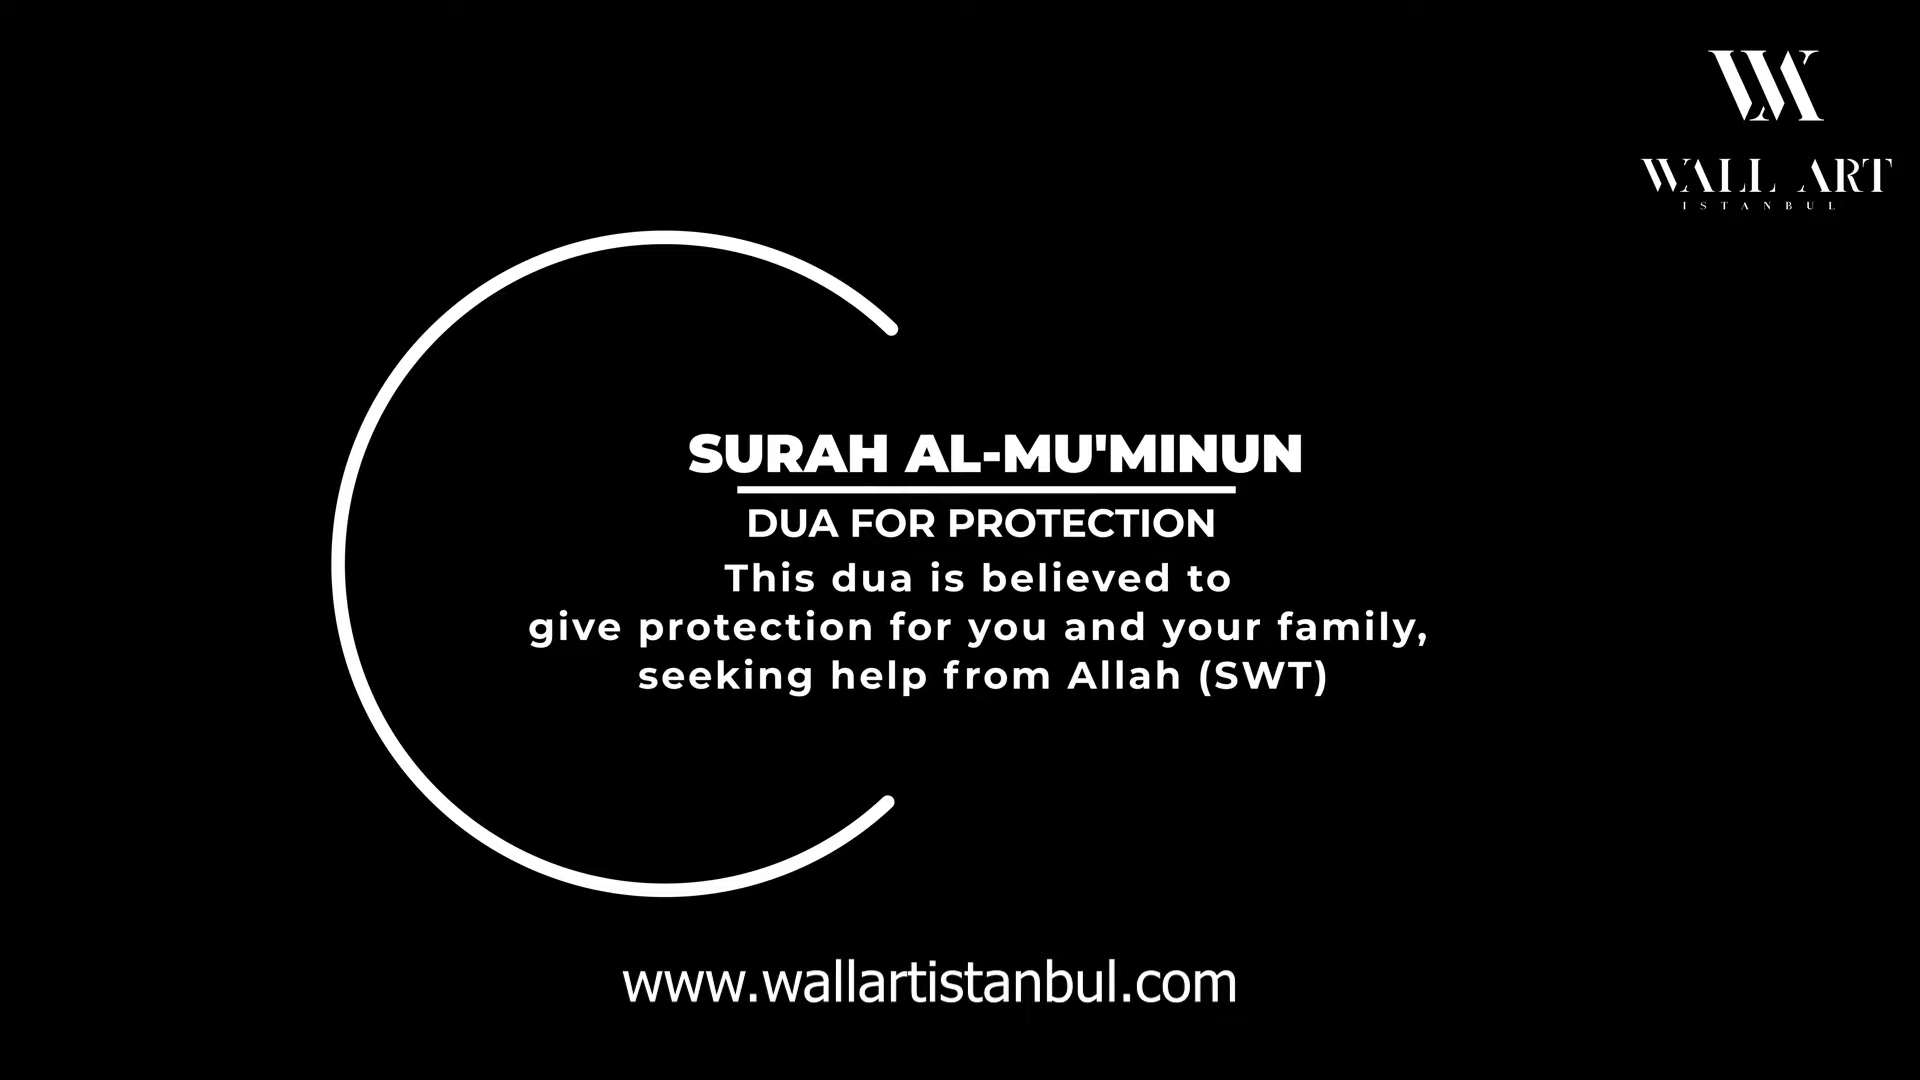 WALL ART
ISTANBUL
SURAH AL-MU'MINUN
DUA FOR PROTECTION
This dua is believed to
give protection for you and your family,
seeking help from Allah (SWT)
www.wallartistanbul.com